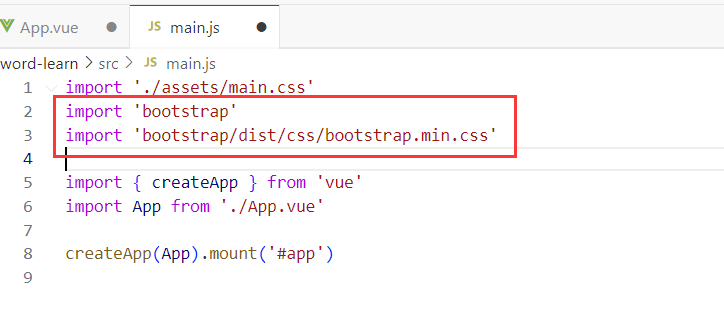 App.vue
JS main.js
word-learn > src > JS main.js
1 import './assets/main.css'
2 import 'bootstrap'
3 import 'bootstrap/dist/css/bootstrap.min.css'
4
5 import { createApp } from 'vue'
6 import App from './App.vue'
7
8 createApp(App).mount('#app')
9